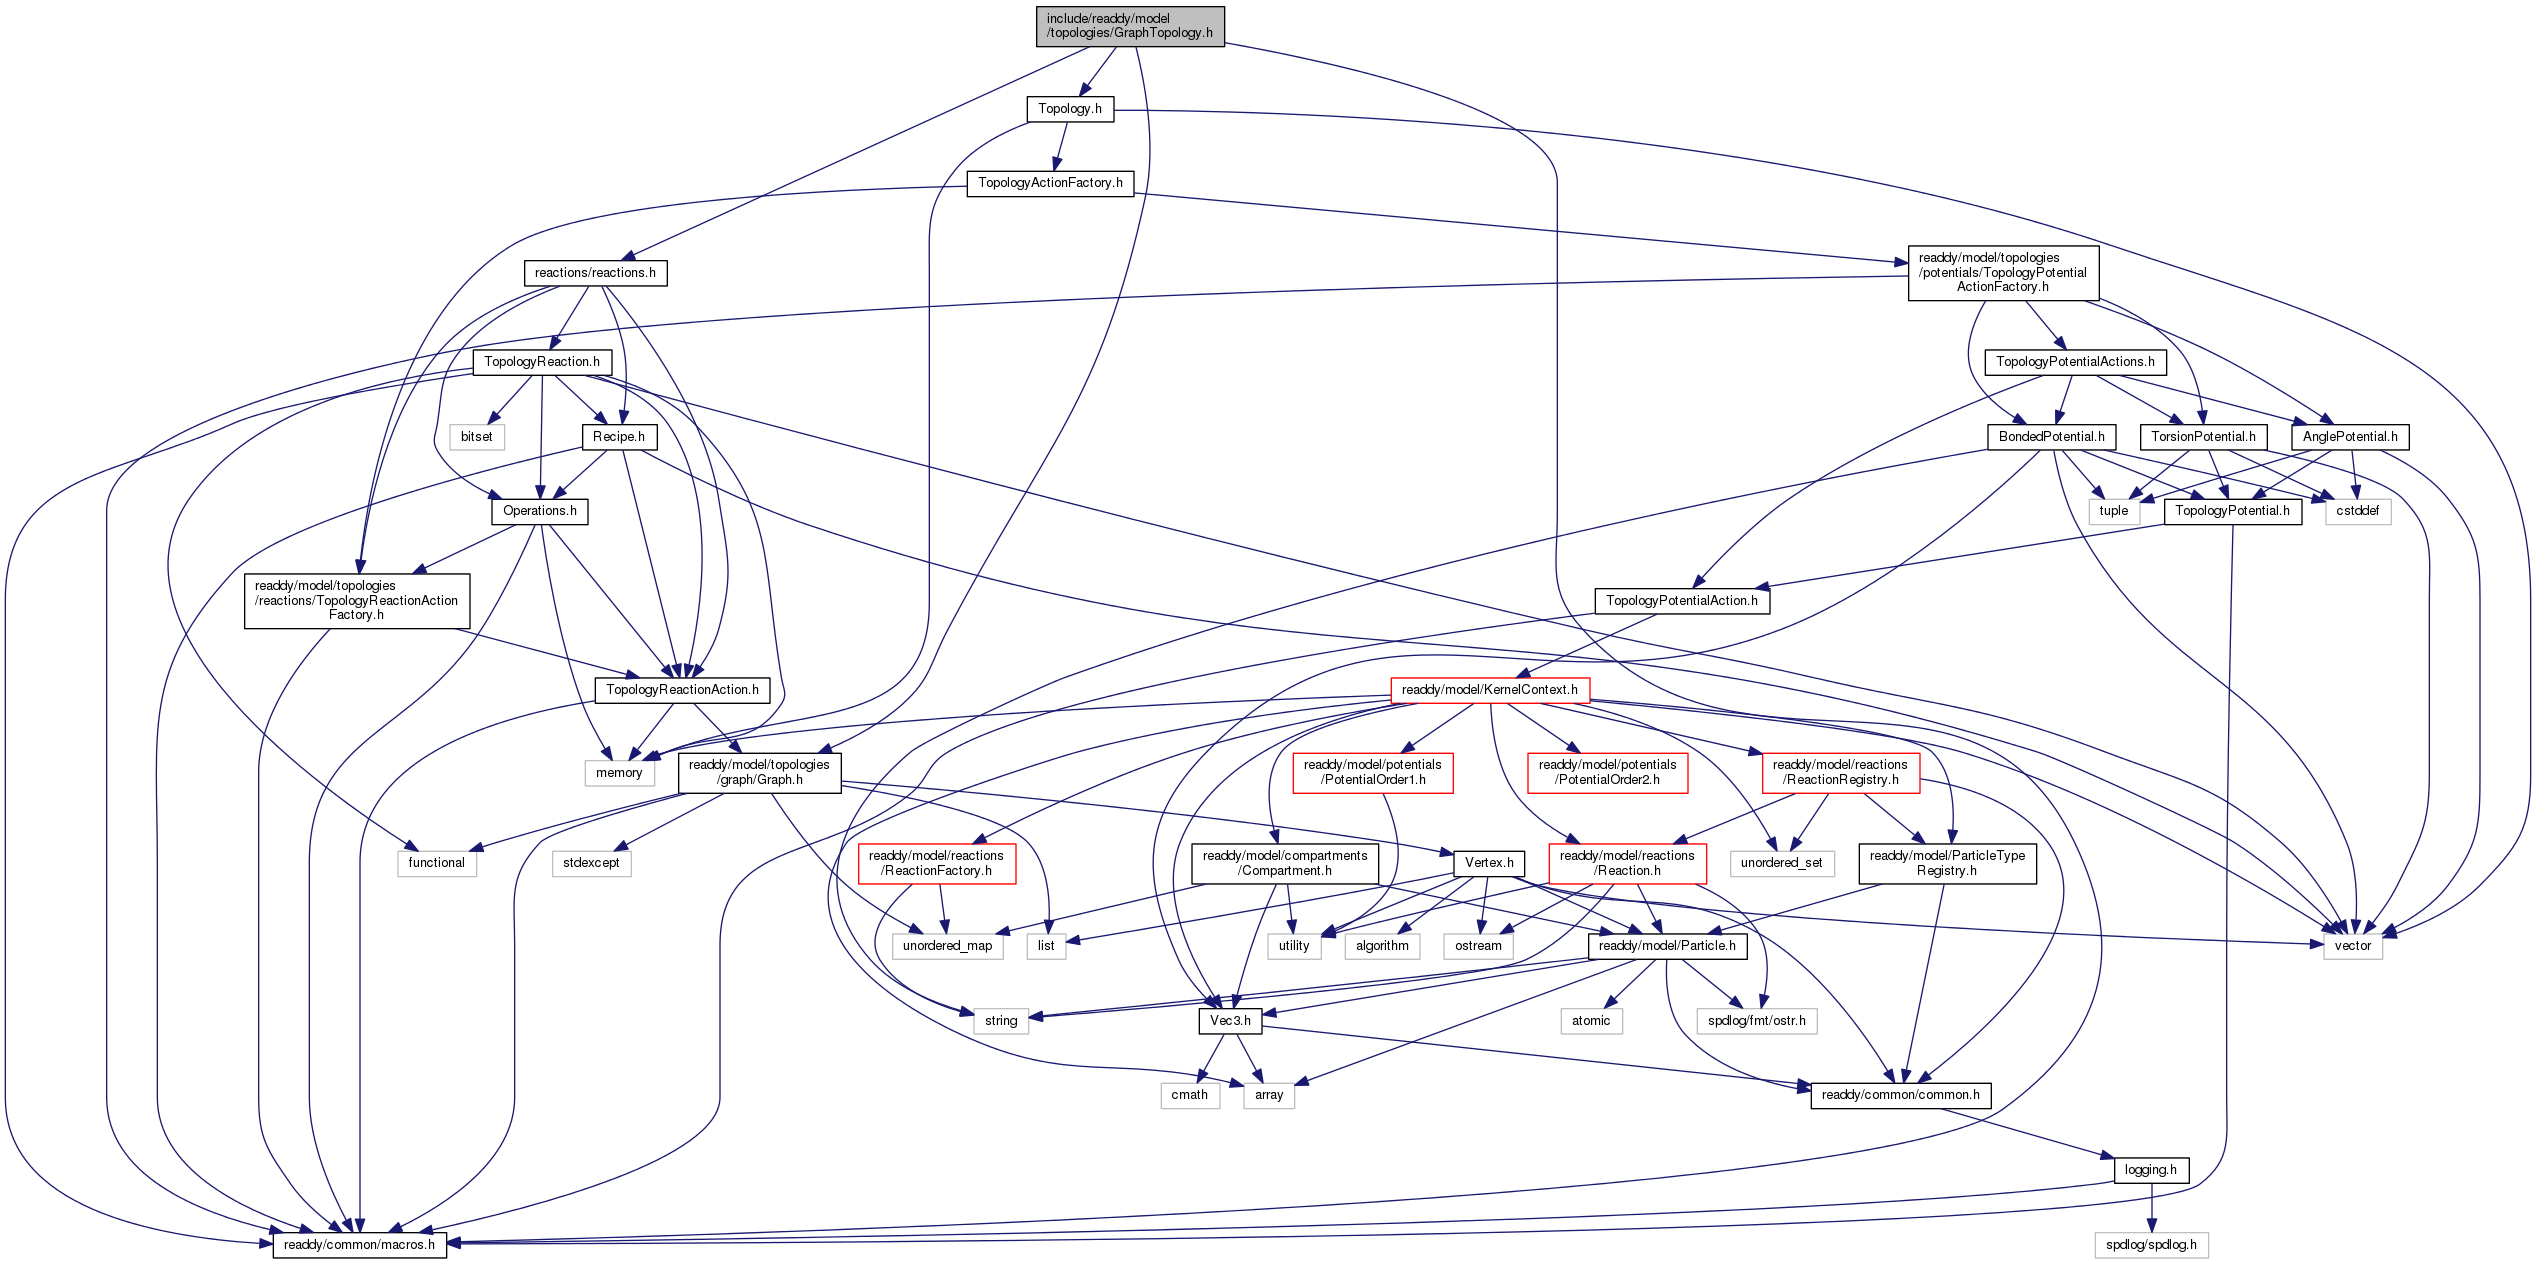 include/readdy/model
/topologies/GraphTopology.h
Topology.h
TopologyActionFactory.h
reactions/reactions.h
readdy/model/topologies
/potentials/TopologyPotential
ActionFactory.h
TopologyReaction.h
TopologyPotentialActions.h
bitset
Recipe.h
BondedPotential.h
TorsionPotential.h
AnglePotential.h
Operations.h
tuple
TopologyPotential.h
cstddef
readdy/model/topologies
/reactions/TopologyReactionAction
Factory.h
TopologyPotentialAction.h
TopologyReactionAction.h
readdy/model/KernelContext.h
memory
readdy/model/topologies
/graph/Graph.h
readdy/model/potentials
/PotentialOrder1.h
readdy/model/potentials
/PotentialOrder2.h
readdy/model/reactions
/ReactionRegistry.h
functional
stdexcept
readdy/model/reactions
/ReactionFactory.h
readdy/model/compartments
/Compartment.h
Vertex.h
readdy/model/reactions
/Reaction.h
unordered_set
readdy/model/ParticleType
Registry.h
unordered_map
list
utility
algorithm
ostream
readdy/model/Particle.h
vector
string
Vec3.h
atomic
spdlog/fmt/ostr.h
cmath
array
readdy/common/common.h
logging.h
readdy/common/macros.h
spdlog/spdlog.h